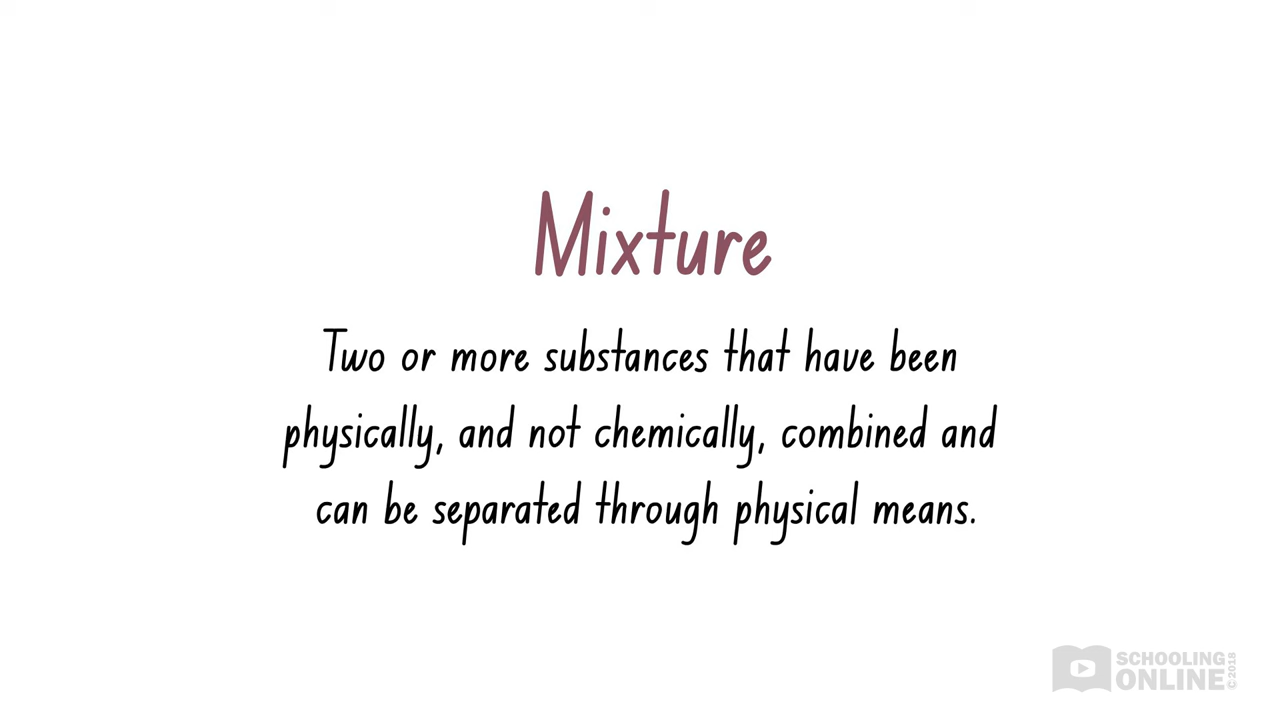 Mixture
Two or more substances that have been
physically, and not chemically, combined and
can be separated through physical means.
SCHOOLING
ONLINE
©2018